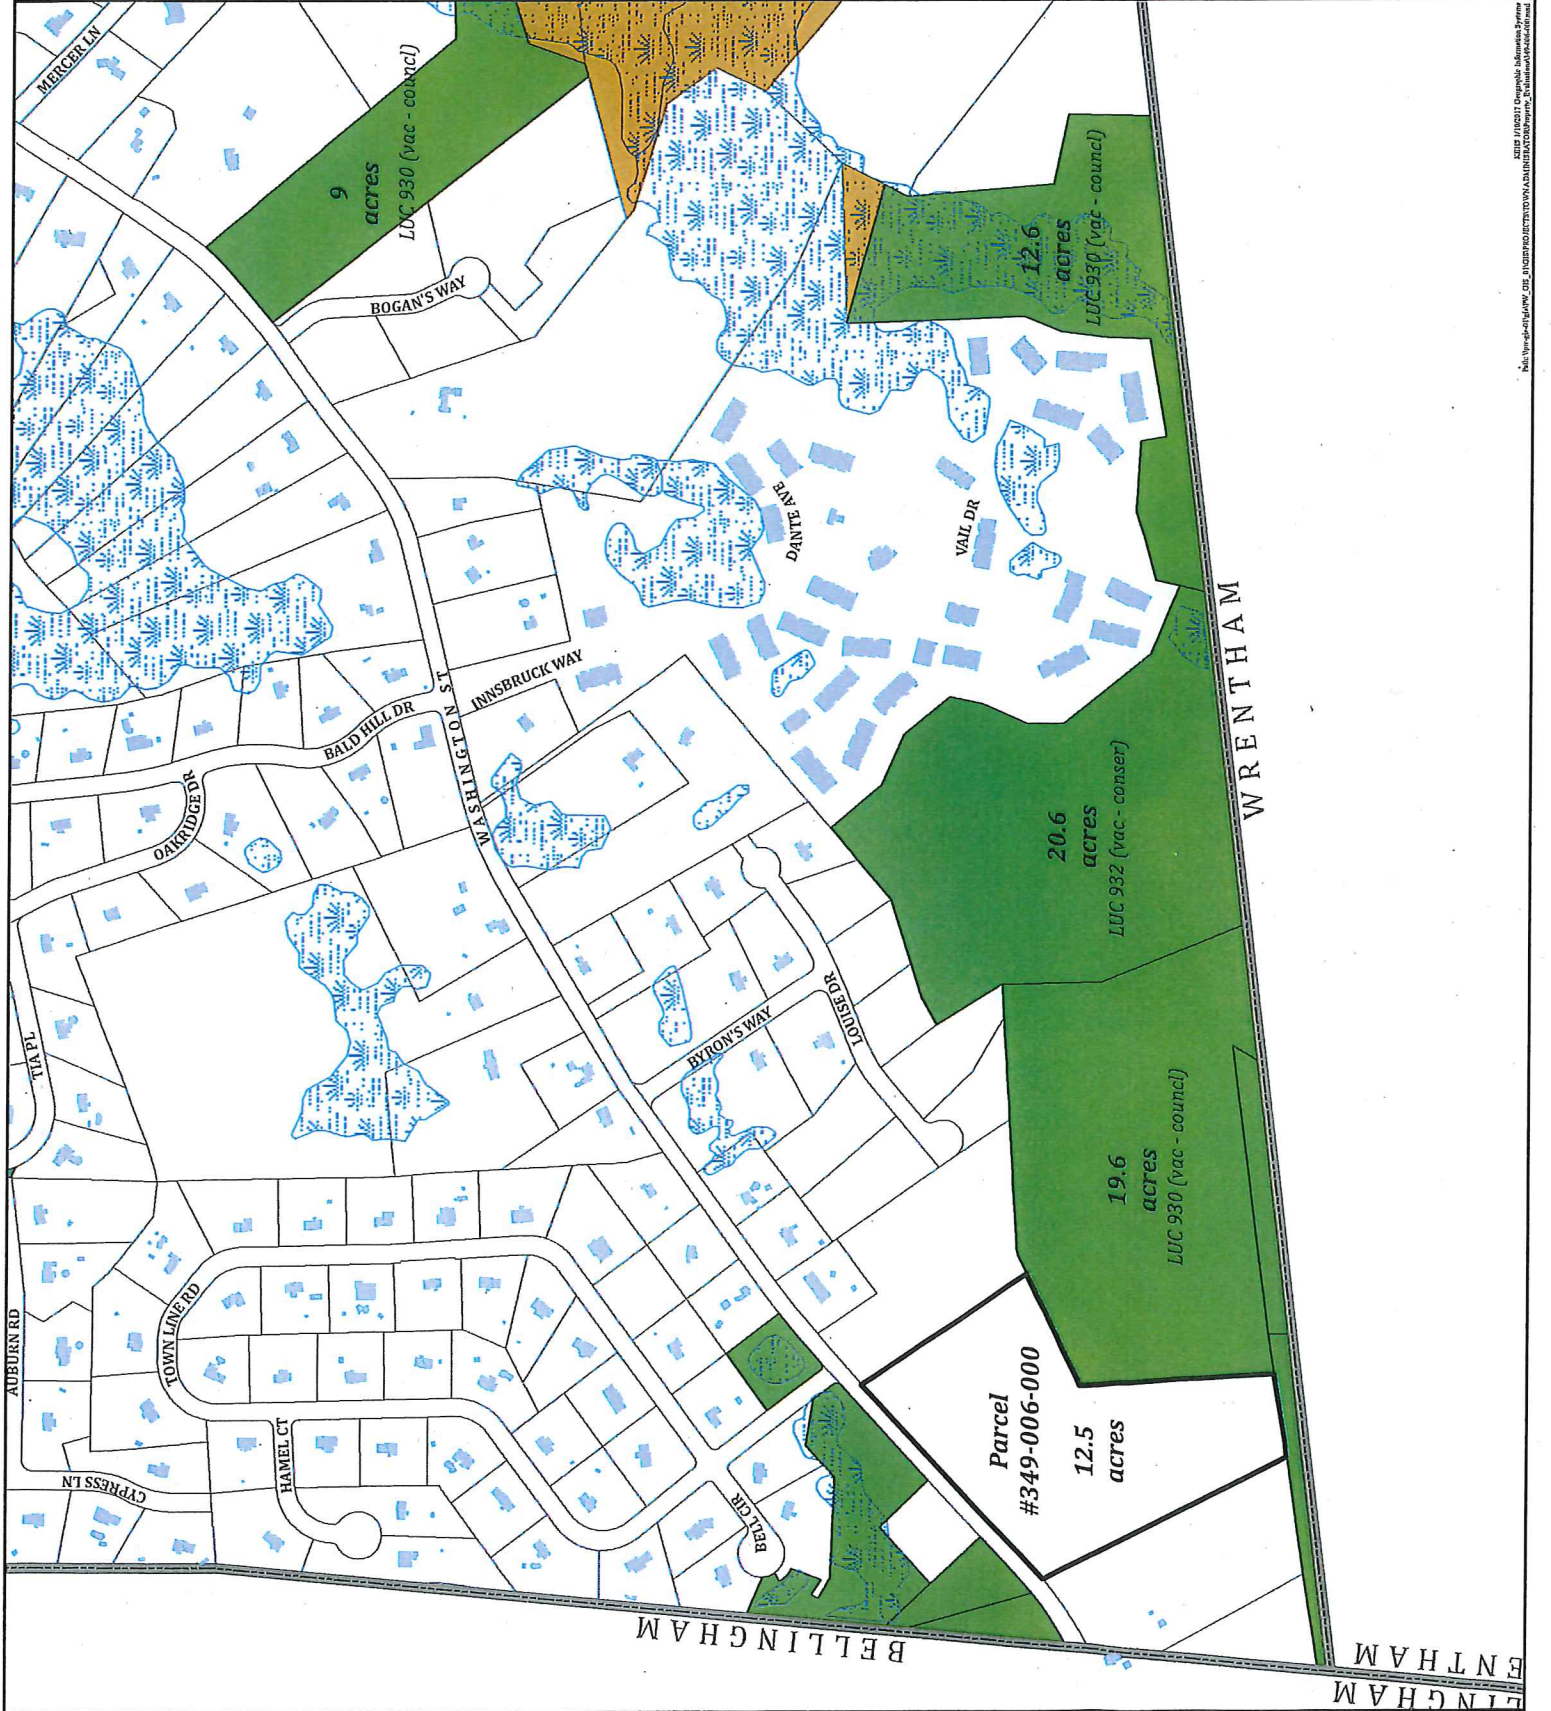 MERCER LN
9
acres
LUC 930 (vac - council)
BOGAN'S WAY
12.6
acres
LUC 930 (vac - council)
DANTE AVE
VAIL DR
WASHINGTON ST
INNSBRUCK WAY
BALD HILL DR
OAKRIDGE DR
WRENTHAM
20.6
acres
LUC 932 (vac - conser)
TIA PL
BYRON'S WAY
LOUISE DR
19.6
acres
LUC 930 (vac - council)
AUBURN RD
TOWN LINE RD
HAMEL CT
CYPRESS LN
BELL CIR
Parcel
#349-006-000
12.5
acres
BELLINGHAM
ENTHAM
LINGHAM